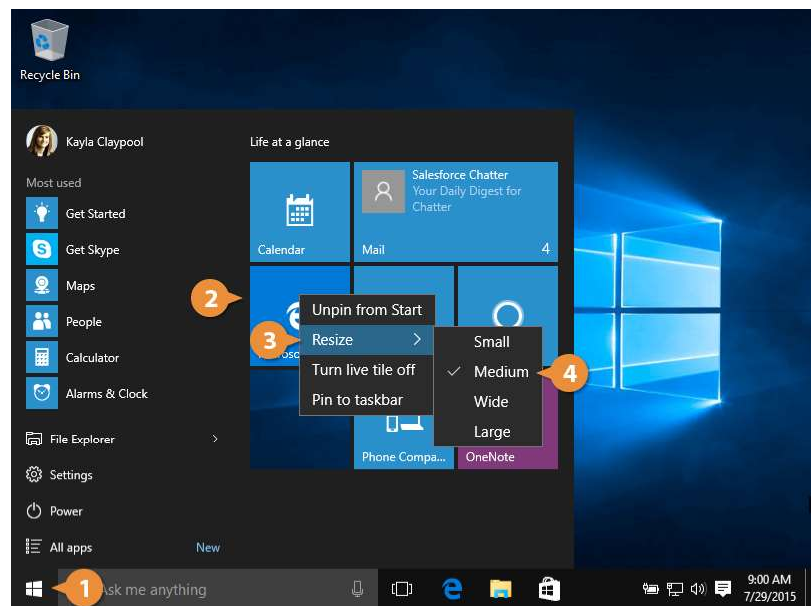 Recycle Bin
Kayla Claypool
Life at a glance
Most used
Get Started
Get Skype
Maps
People
Calculator
Alarms & Clock
File Explorer
Settings
Power
All apps
New
Calendar
Salesforce Chatter
Your Daily Digest for
Chatter
Mail
4
2
3
Unpin from Start
Resize
Turn live tile off
Pin to taskbar
Small
Medium
Wide
Large
4
Phone Compa...
OneNote
1
Ask me anything
9:00 AM
7/29/2015